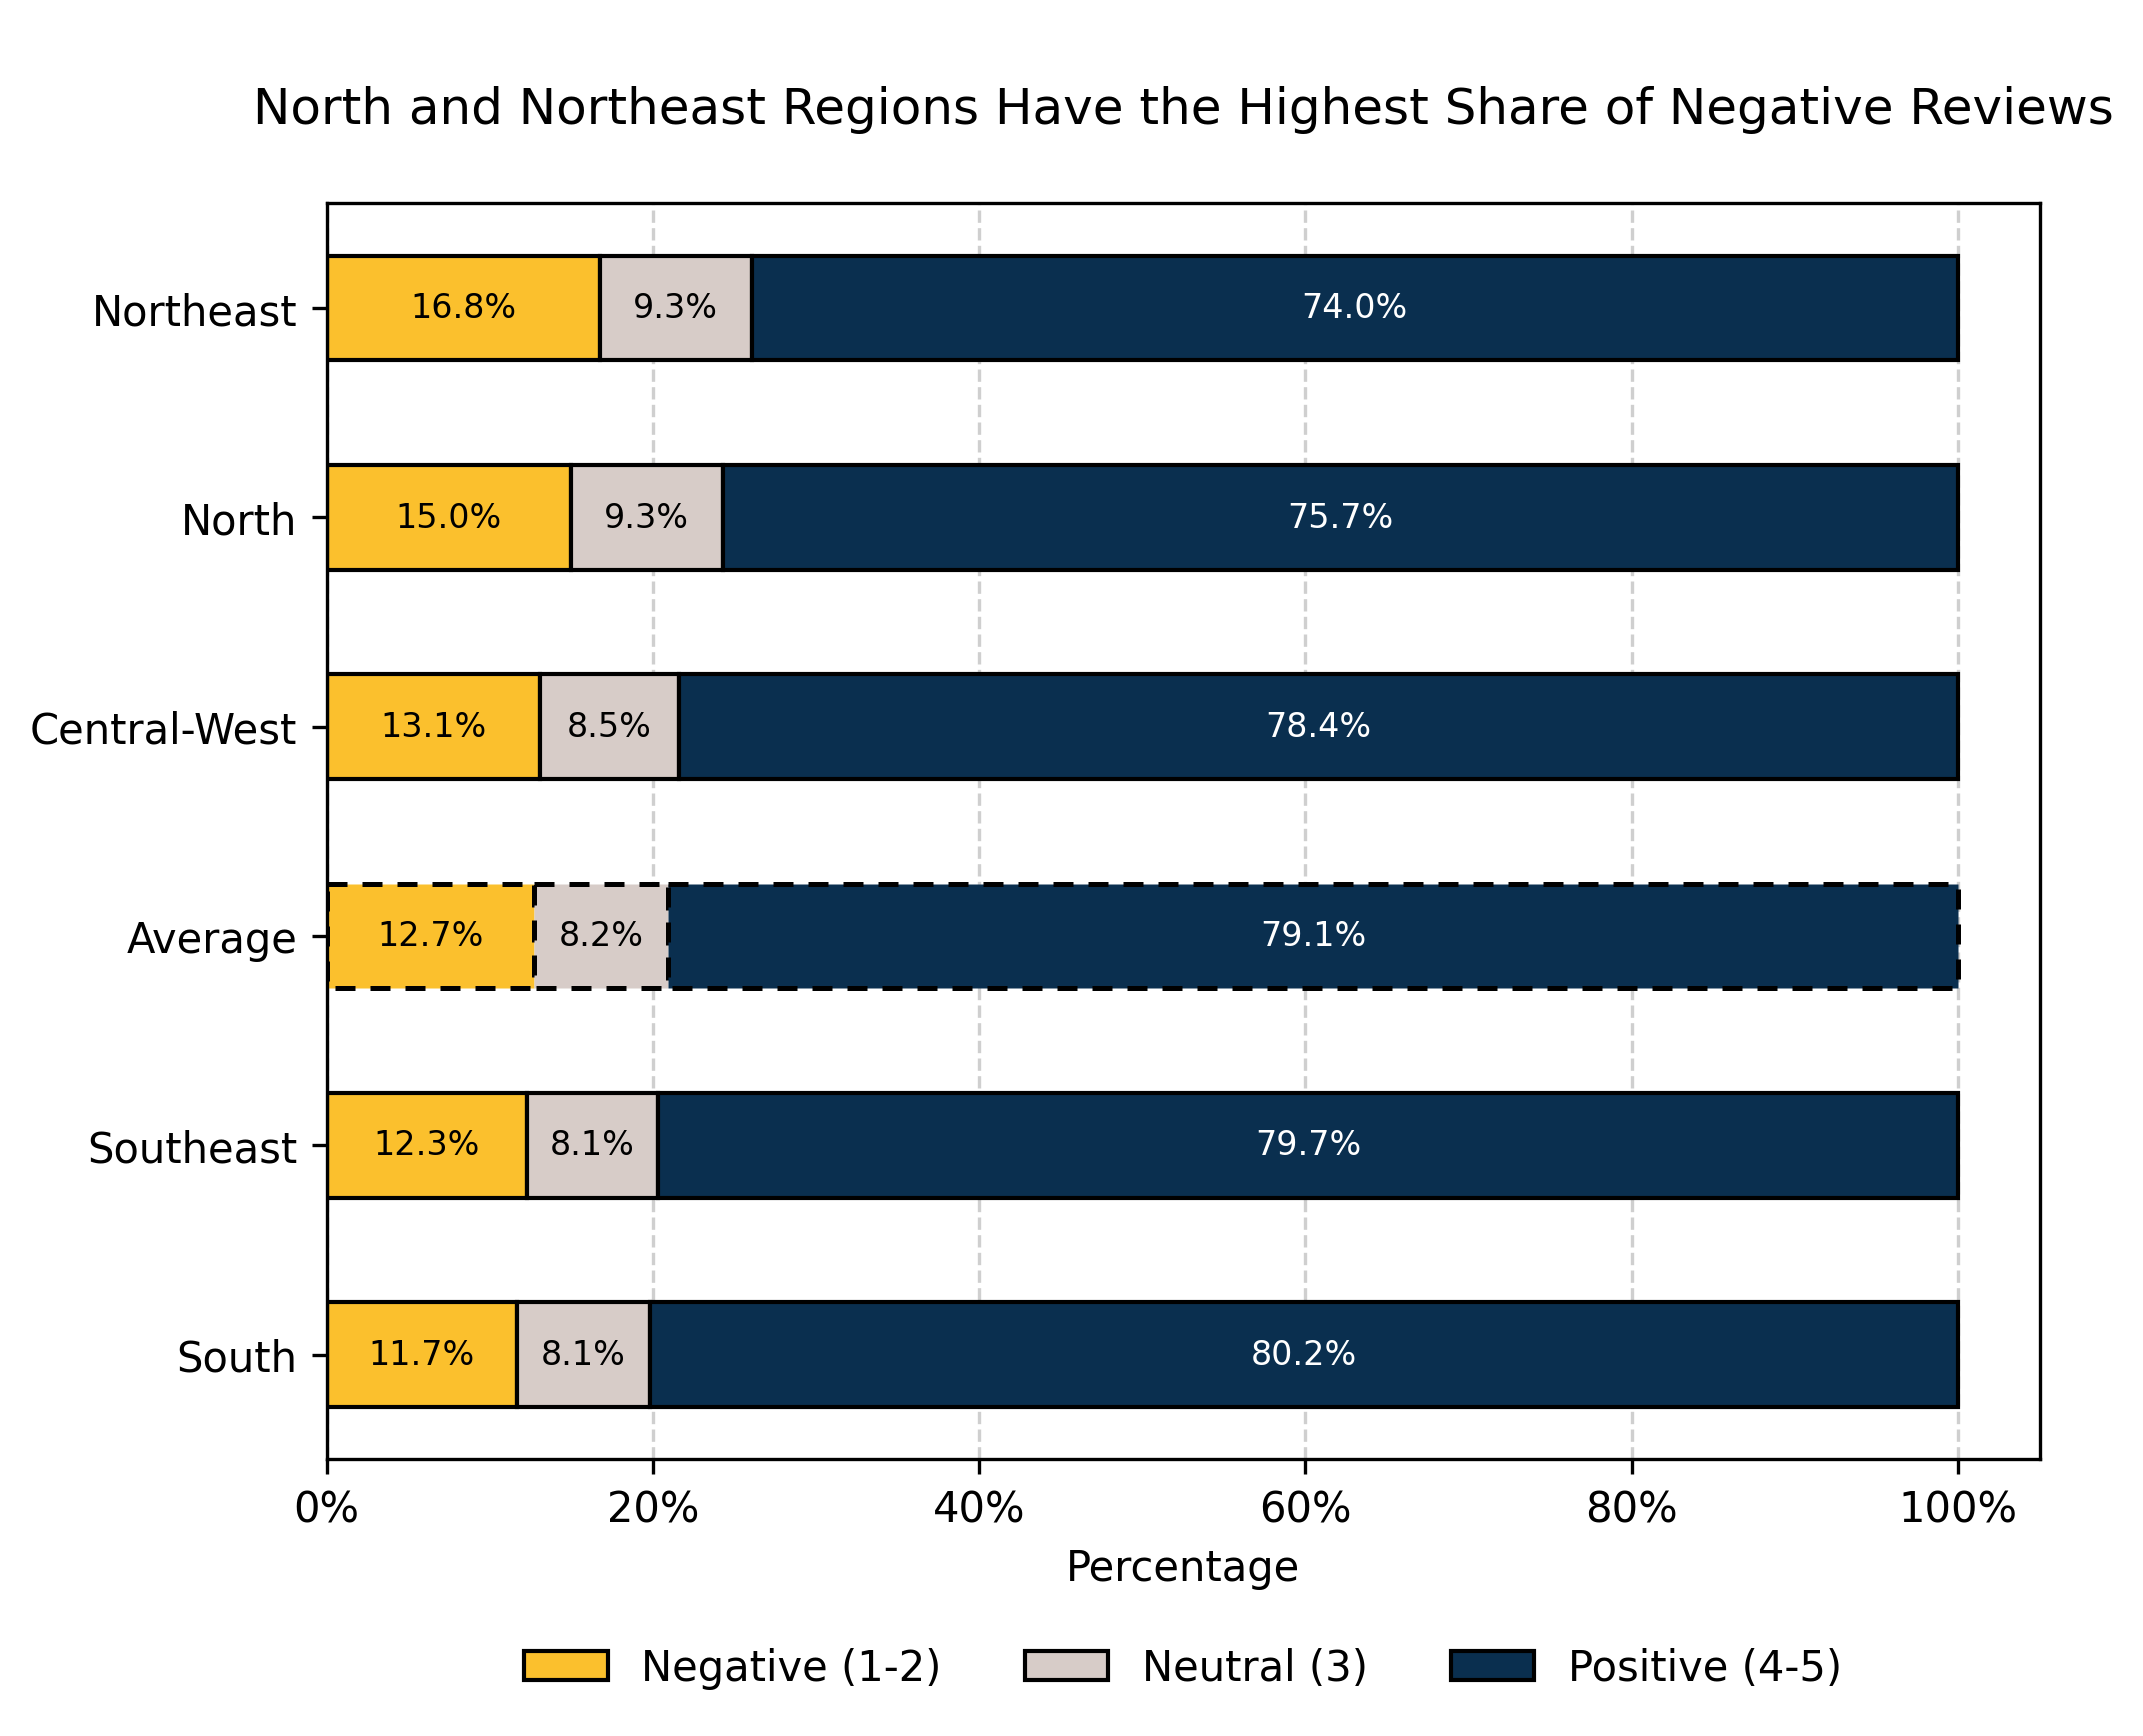 North and Northeast Regions Have the Highest Share of Negative Reviews
Northeast 16.8% 9.3% 74.0%
North 15.0% 9.3% 75.7%
Central-West 13.1% 8.5% 78.4%
Average 12.7% 8.2% 79.1%
Southeast 12.3% 8.1% 79.7%
South 11.7% 8.1% 80.2%
0% 20% 40% 60% 80% 100%
Percentage
Negative (1-2) Neutral (3) Positive (4-5)